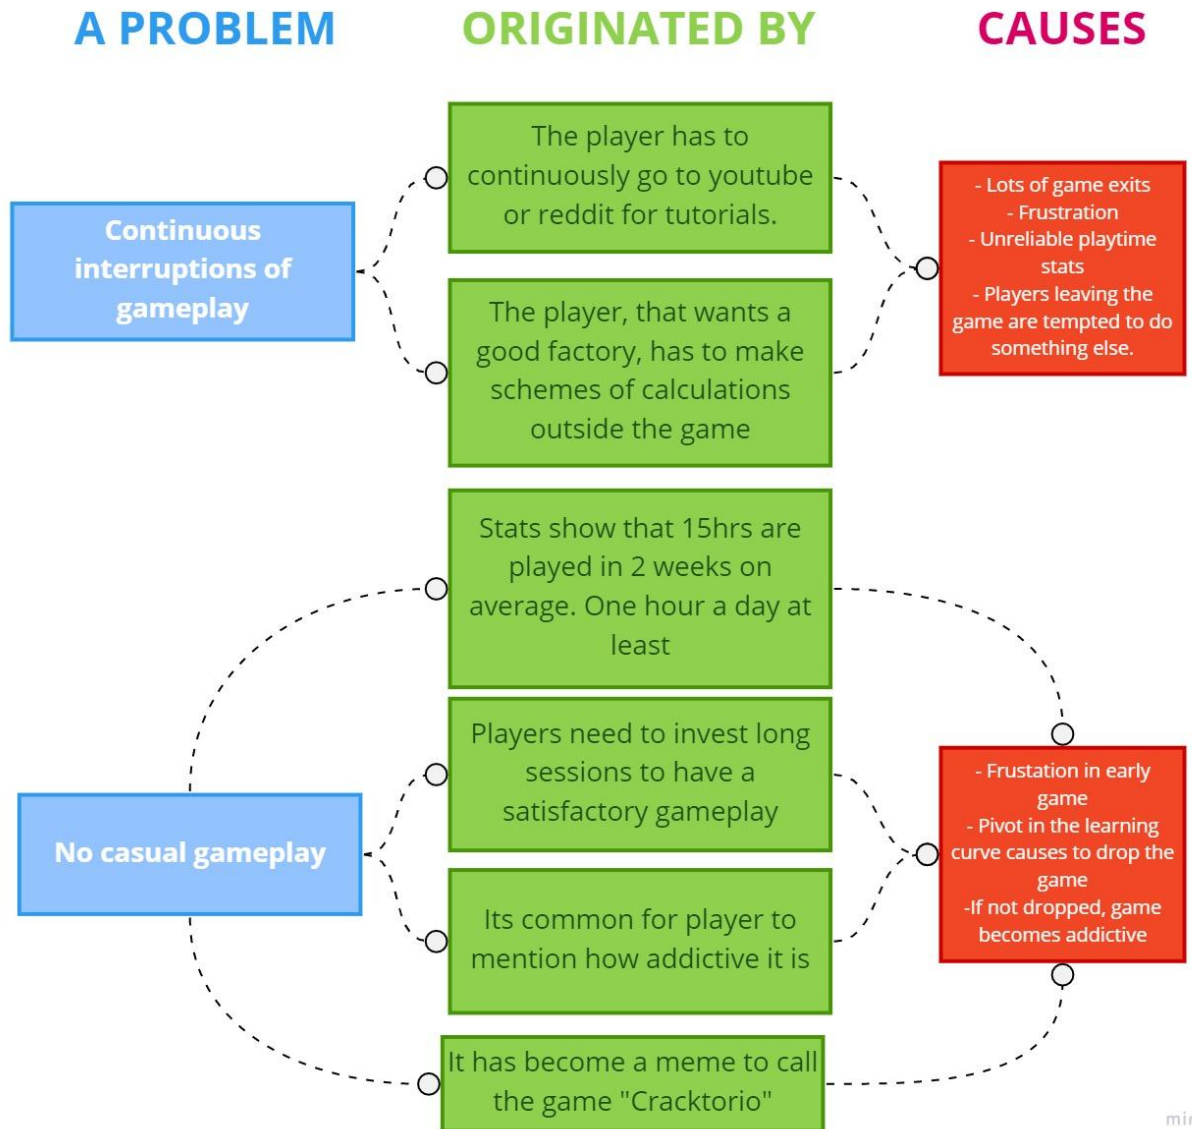 A PROBLEM
ORIGINATED BY
CAUSES
Continuous
interruptions of
gameplay
The player has to
continuously go to youtube
or reddit for tutorials.
The player, that wants a
good factory, has to make
schemes of calculations
outside the game
- Lots of game exits
- Frustration
- Unreliable playtime
stats
- Players leaving the
game are tempted to do
something else.
No casual gameplay
Stats show that 15hrs are
played in 2 weeks on
average. One hour a day at
least
Players need to invest long
sessions to have a
satisfactory gameplay
Its common for player to
mention how addictive it is
It has become a meme to call
the game "Cracktorio"
- Frustation in early
game
- Pivot in the learning
curve causes to drop the
game
-If not dropped, game
becomes addictive